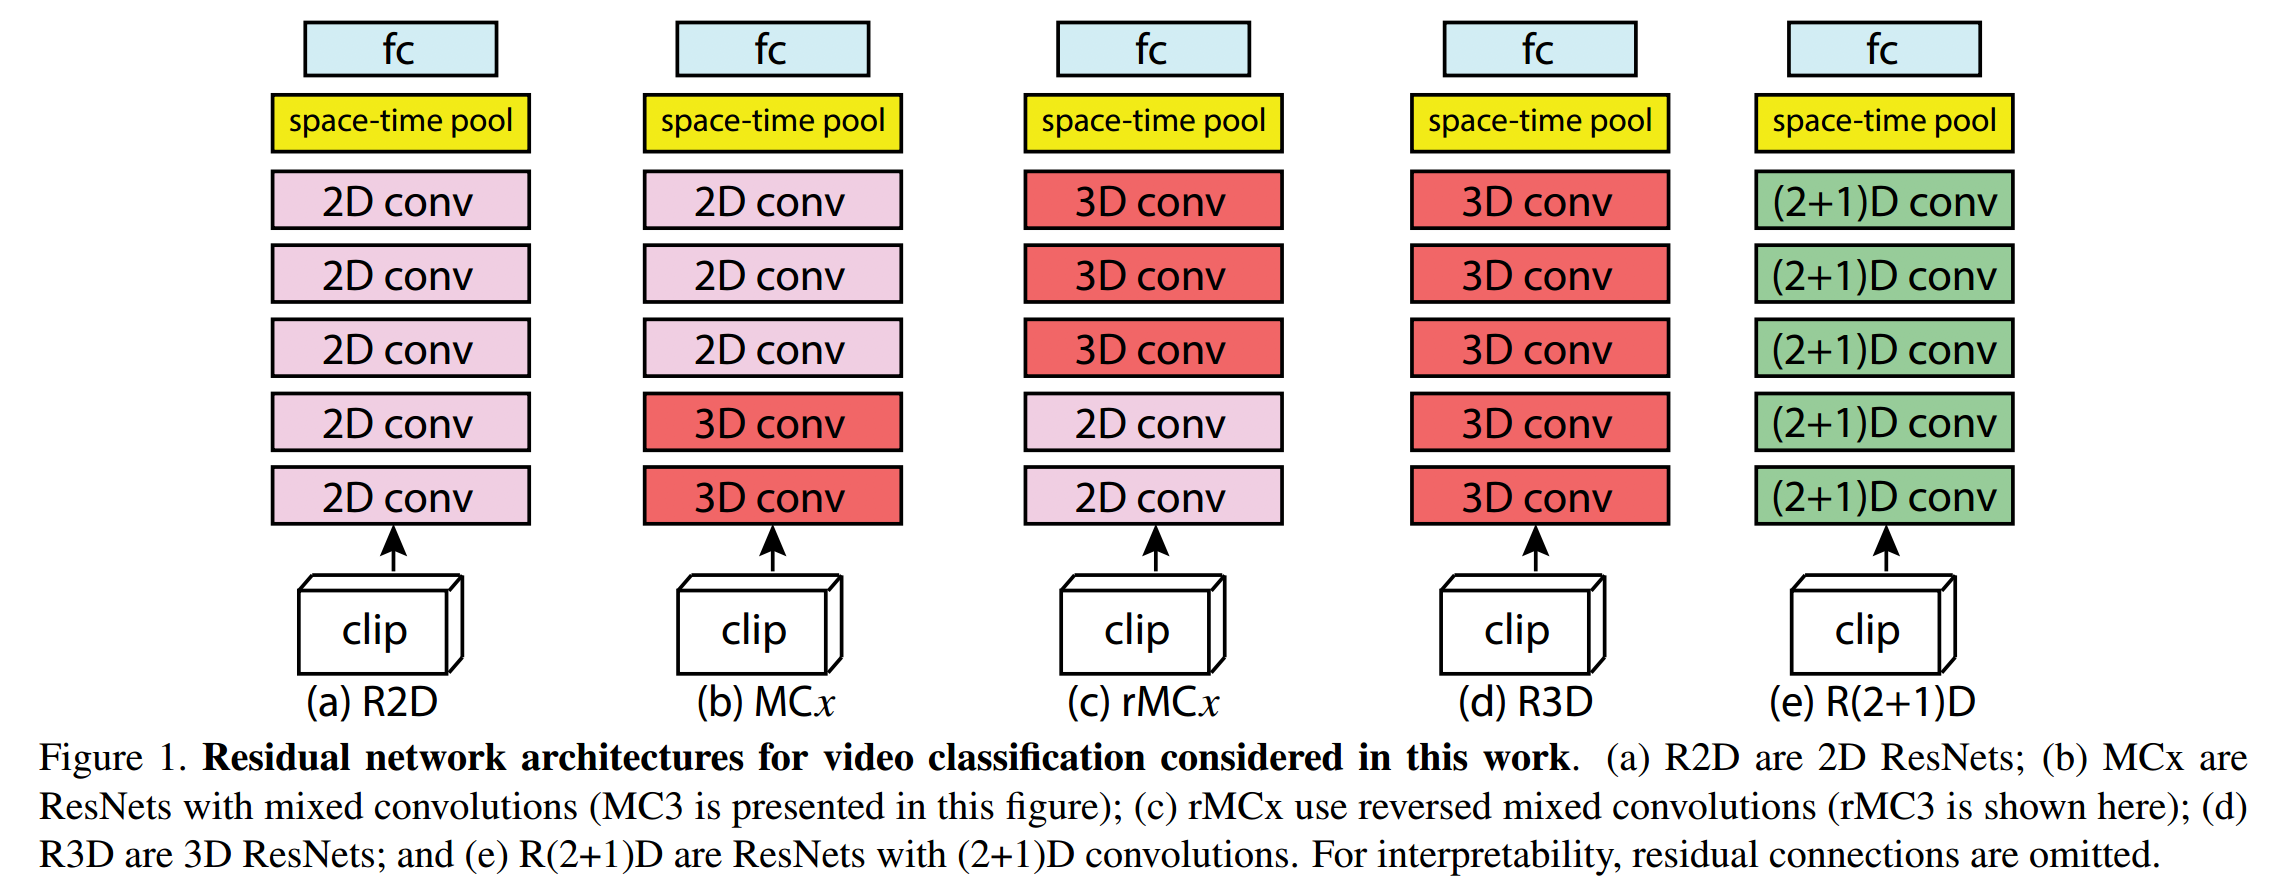 fc fc fc fc fc
space-time pool space-time pool space-time pool space-time pool space-time pool
2D conv 2D conv 3D conv 3D conv (2+1)D conv
2D conv 2D conv 3D conv 3D conv (2+1)D conv
2D conv 2D conv 3D conv 3D conv (2+1)D conv
2D conv 3D conv 2D conv 3D conv (2+1)D conv
2D conv 3D conv 2D conv 3D conv (2+1)D conv
clip clip clip clip clip
(a) R2D (b) MCx (c) rMCx (d) R3D (e) R(2+1)D
Figure 1. Residual network architectures for video classification considered in this work. (a) R2D are 2D ResNets; (b) MCx are
ResNets with mixed convolutions (MC3 is presented in this figure); (c) rMCx use reversed mixed convolutions (rMC3 is shown here); (d)
R3D are 3D ResNets; and (e) R(2+1)D are ResNets with (2+1)D convolutions. For interpretability, residual connections are omitted.